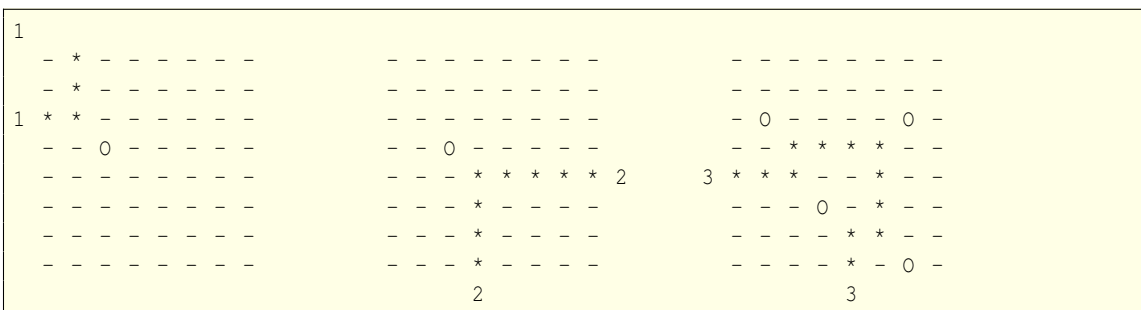 1
  - * - - - - - -         - - - - - - - -         - - - - - - - -
  - * - - - - - -         - - - - - - - -         - - - - - - - -
1 * * - - - - - -         - - - - - - - -         - O - - - - O -
  - - O - - - - -         - - O - - - - -         - - * * * * - -
  - - - - - - - -         - - - * * * * * 2     3 * * * - - * - -
  - - - - - - - -         - - - * - - - -         - - - O - * - -
  - - - - - - - -         - - - * - - - -         - - - - * * - -
  - - - - - - - -         - - - * - - - -         - - - - * - O -
                                2                         3